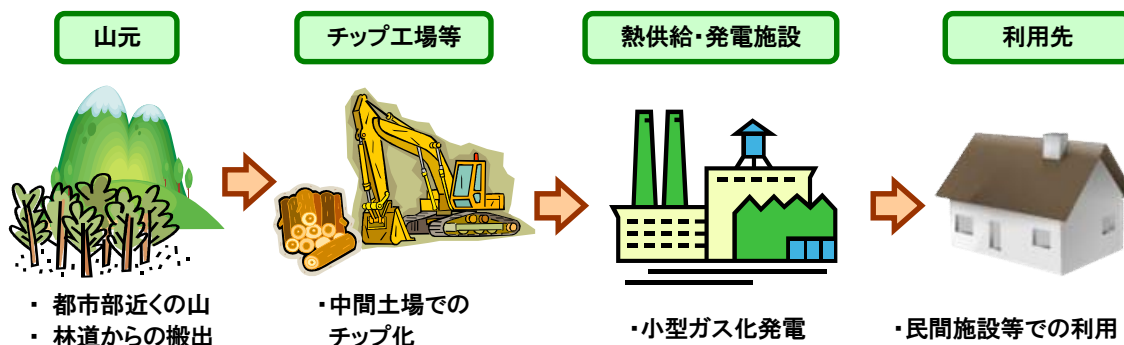 山元
チップ工場等
熱供給・発電施設
利用先
・ 都市部近くの山
・ 林道からの搬出
・中間土場での
チップ化
・小型ガス化発電
・民間施設等での利用